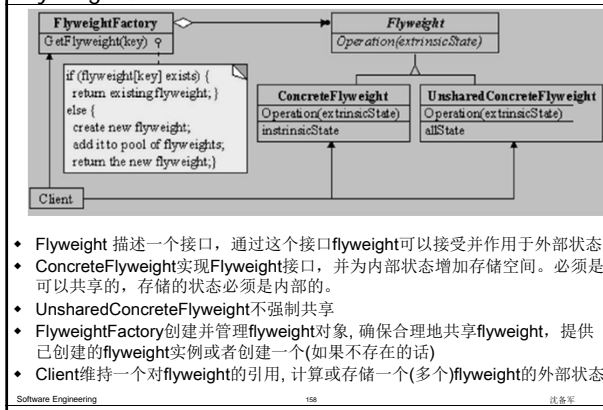 FlyweightFactory
GetFlyweight(key)
Flyweight
Operation(extrinsicState)
if (flyweight[key] exists) {
return existing flyweight; }
else {
create new flyweight;
add it to pool of flyweights;
return the new flyweight;}
ConcreteFlyweight
Operation(extrinsicState)
instrinsicState
UnsharedConcreteFlyweight
Operation(extrinsicState)
allState
Client
Flyweight 描述一个接口，通过这个接口flyweight可以接受并作用于外部状态
ConcreteFlyweight实现Flyweight接口，并为内部状态增加存储空间。必须是
可以共享的，存储的状态必须是内部的。
UnsharedConcreteFlyweight不强制共享
FlyweightFactory创建并管理flyweight对象, 确保合理地共享flyweight，提供
已创建的flyweight实例或者创建一个(如果不存在的话)
Client维持一个对flyweight的引用, 计算或存储一个(多个)flyweight的外部状态
Software Engineering
158
沈备军